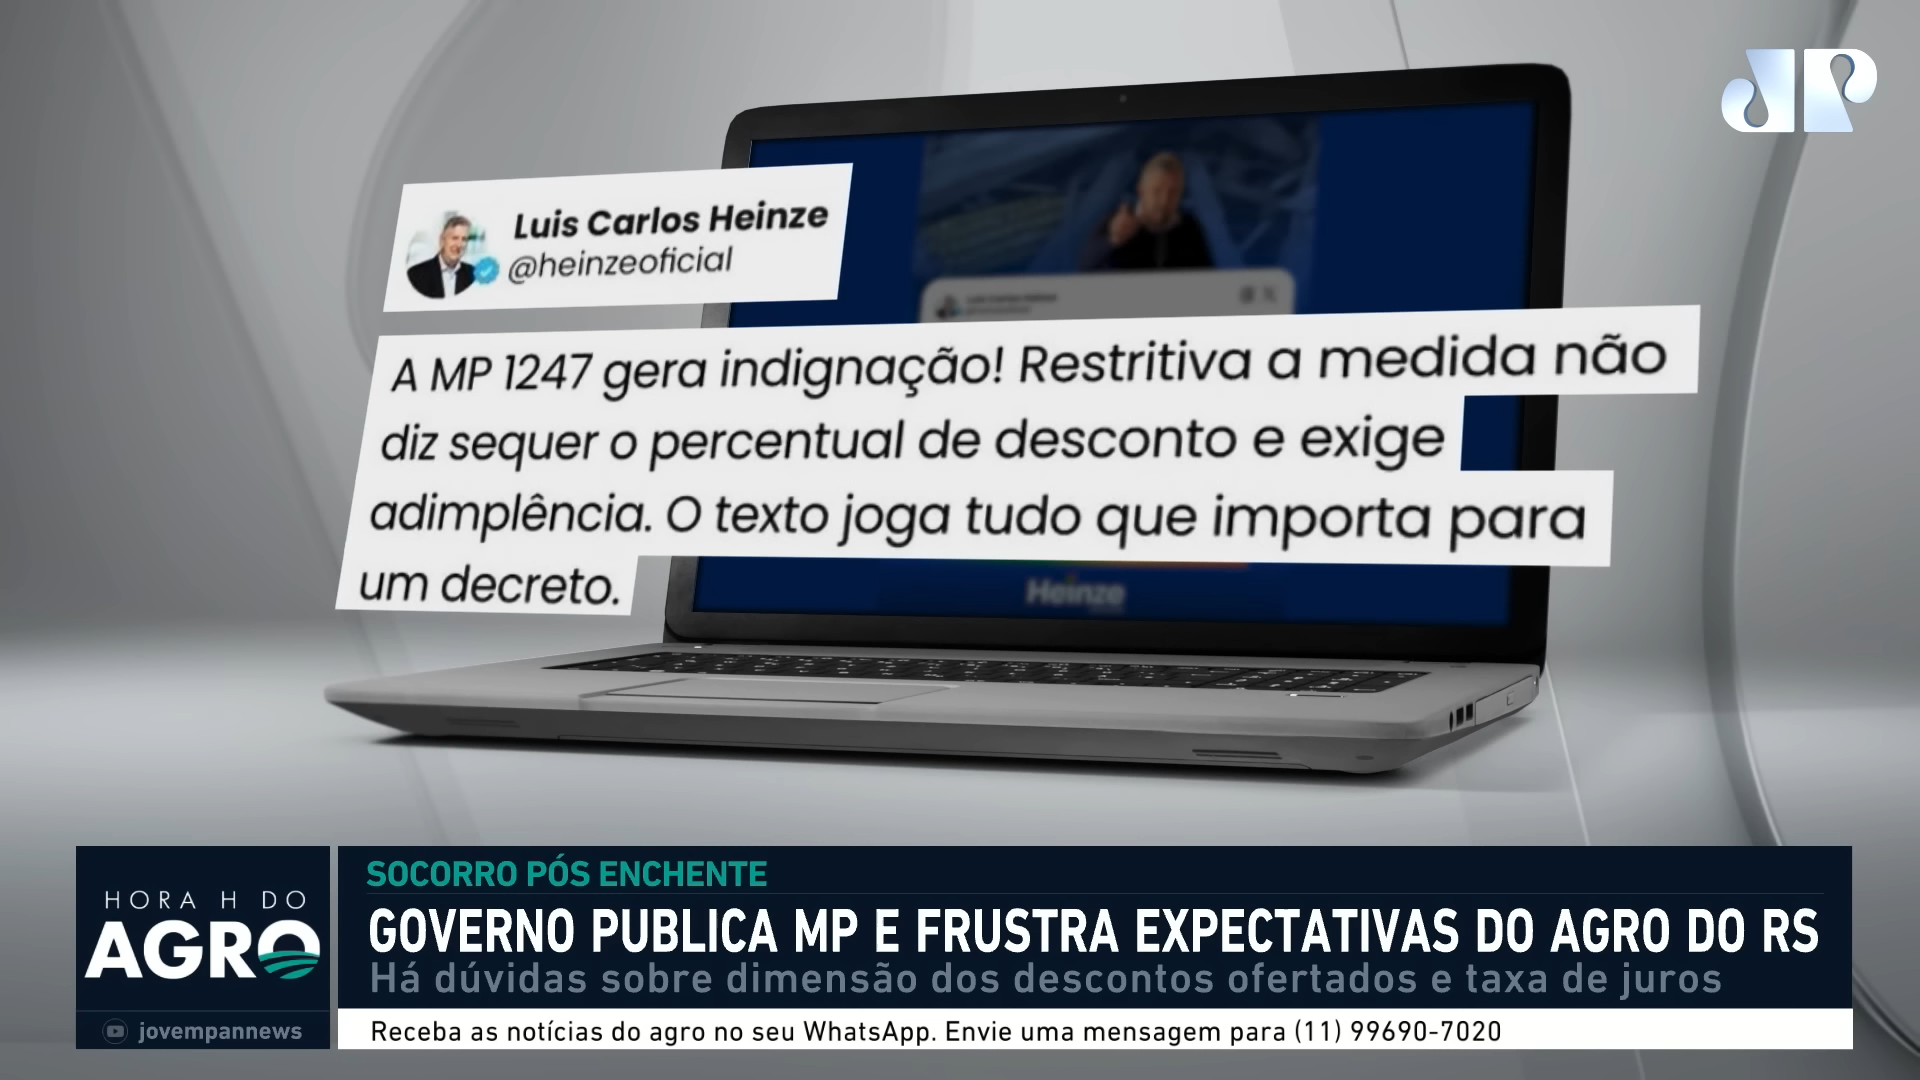 JP
Luis Carlos Heinze
@heinzeoficial
A MP 1247 gera indignação! Restritiva a medida não
diz sequer o percentual de desconto e exige
adimplência. O texto joga tudo que importa para
um decreto.
Heinze
SOCORRO PÓS ENCHENTE
GOVERNO PUBLICA MP E FRUSTRA EXPECTATIVAS DO AGRO DO RS
Há dúvidas sobre dimensão dos descontos ofertados e taxa de juros
HORA H DO
AGRO
jovempannews
Receba as notícias do agro no seu WhatsApp. Envie uma mensagem para (11) 99690-7020